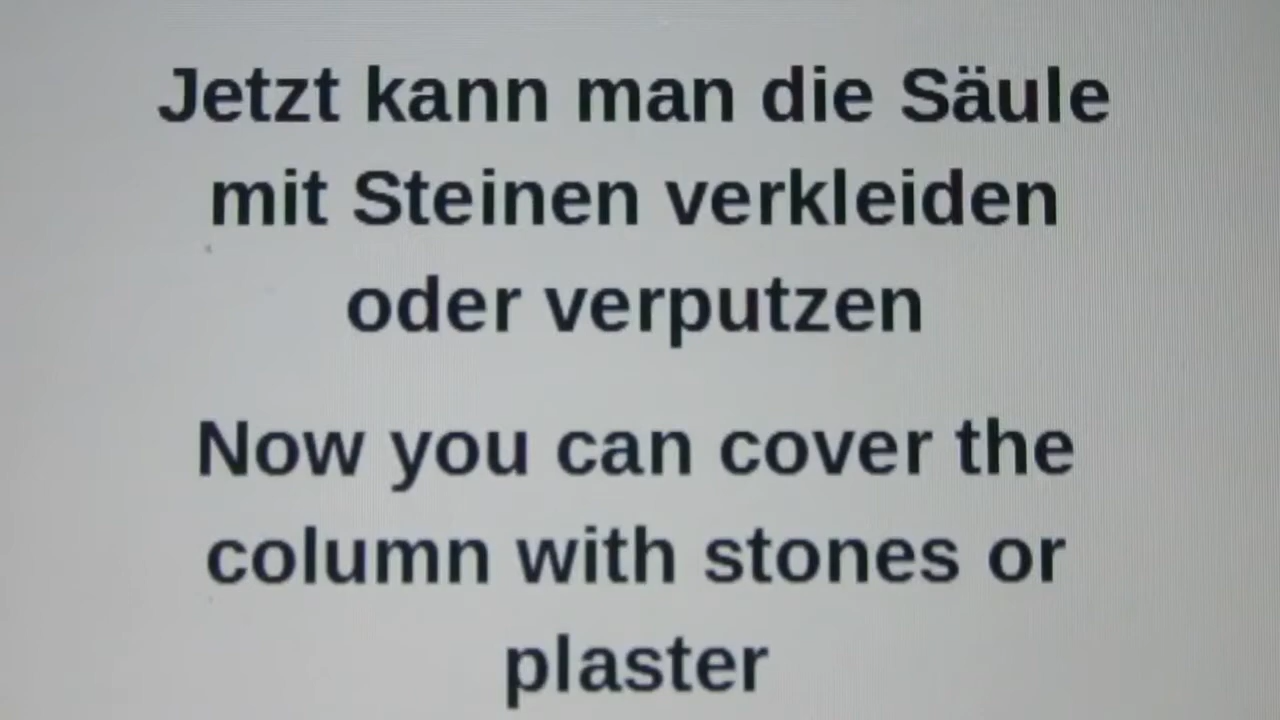 Jetzt kann man die Säule
mit Steinen verkleiden
oder verputzen
Now you can cover the
column with stones or
plaster